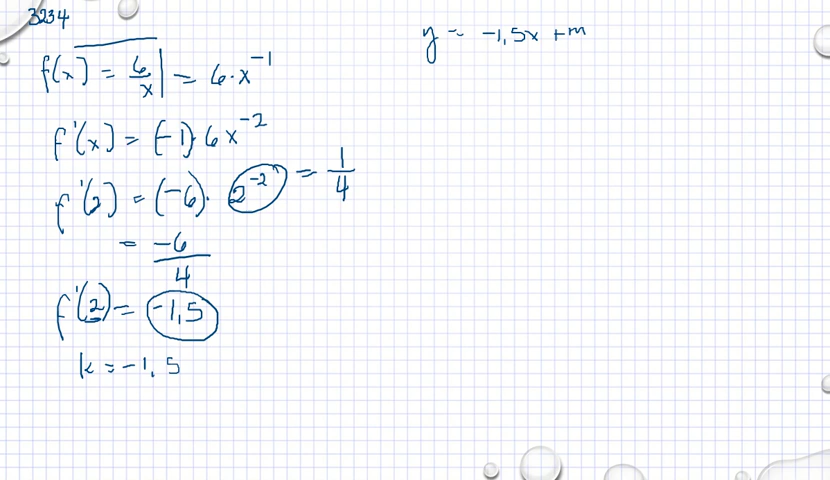 3234
f(x) = 6/x = 6·x⁻¹
f'(x) = (-1)·6x⁻²
f'(2) = (-6)· 2⁻² = 1/4
= -6/4
f'(2) = -1,5
k = -1,5
y = -1,5x + m